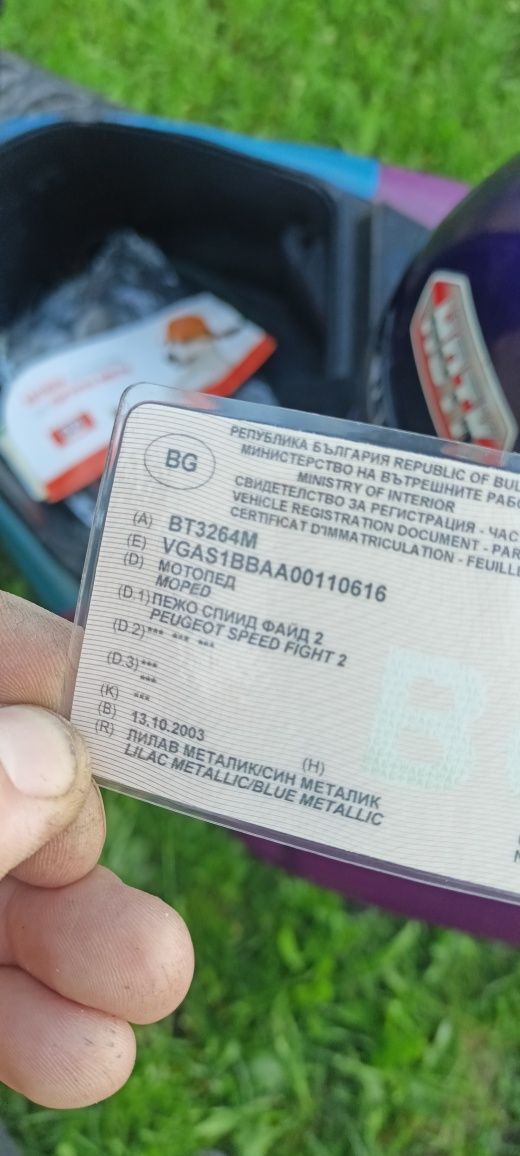 BG
РЕПУБЛИКА БЪЛГАРИЯ REPUBLIC OF BUL
МИНИСТЕРСТВО НА ВЪТРЕШНИТЕ РАБО
MINISTRY OF INTERIOR
СВИДЕТЕЛСТВО ЗА РЕГИСТРАЦИЯ - ЧАС
VEHICLE REGISTRATION DOCUMENT - PAR
CERTIFICAT D'IMMATRICULATION - FEUILLE
(A) BT3264M
(E) VGAS1BBAA00110616
(D) МОТОПЕД
MOPED
(D.1) ПЕЖО СПИИД ФАЙД 2
PEUGEOT SPEED FIGHT 2
(D.2) *** *** ***
(D.3) ***
***
(K) ***
(B) 13.10.2003 (H)
(R) ЛИЛАВ МЕТАЛИК/СИН МЕТАЛИК
LILAC METALLIC/BLUE METALLIC
B